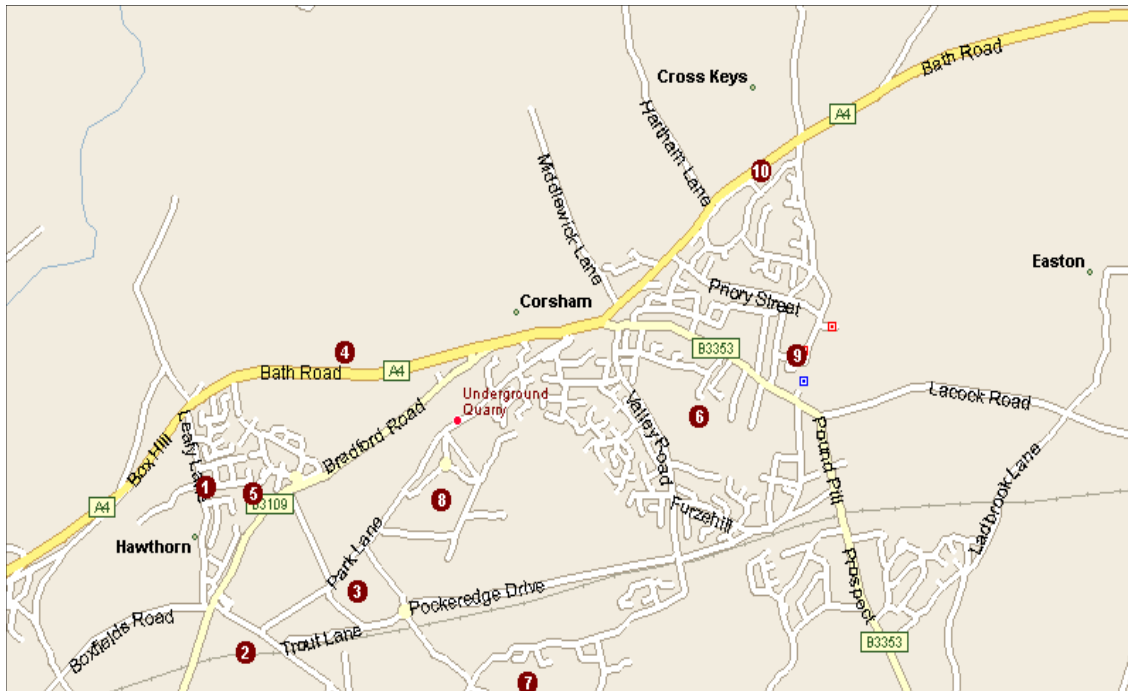 Bath Road
Cross Keys
A4
Hartham Lane
10
Middlewick Lane
Easton
Priory Street
Corsham
B3353
4
9
Bath Road
A4
Underground
Quarry
Lacock Road
Valley Road
6
Bradford Road
Leafy Lane
Box Hill
Pound Pill
1
5
8
B3109
A4
Ladbrook Lane
Furzehill
Hawthorn
Park Lane
3
Prospect
Pockeredge Drive
Boxfields Road
Trout Lane
B3353
2
7